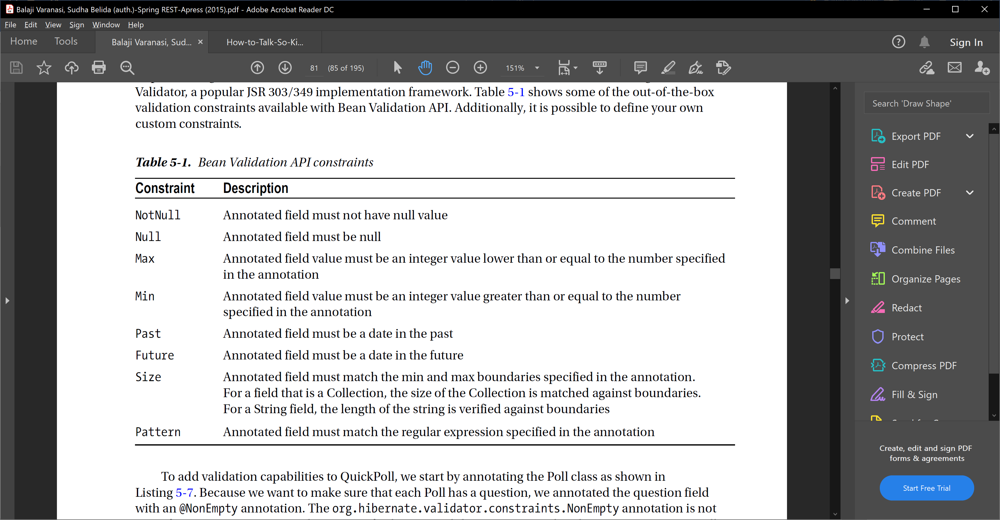 Balaji Varanasi, Sudha Belida (auth.)-Spring REST-Apress (2015).pdf - Adobe Acrobat Reader DC
File Edit View Sign Window Help
Home Tools Balaji Varanasi, Sud... How-to-Talk-So-Ki... Sign In
81 (85 of 195) 151%
Validator, a popular JSR 303/349 implementation framework. Table 5-1 shows some of the out-of-the-box
validation constraints available with Bean Validation API. Additionally, it is possible to define your own
custom constraints.
Table 5-1. Bean Validation API constraints
Constraint Description
NotNull Annotated field must not have null value
Null Annotated field must be null
Max Annotated field value must be an integer value lower than or equal to the number specified
in the annotation
Min Annotated field value must be an integer value greater than or equal to the number
specified in the annotation
Past Annotated field must be a date in the past
Future Annotated field must be a date in the future
Size Annotated field must match the min and max boundaries specified in the annotation.
For a field that is a Collection, the size of the Collection is matched against boundaries.
For a String field, the length of the string is verified against boundaries
Pattern Annotated field must match the regular expression specified in the annotation
To add validation capabilities to QuickPoll, we start by annotating the Poll class as shown in
Listing 5-7. Because we want to make sure that each Poll has a question, we annotated the question field
with an @NonEmpty annotation. The org.hibernate.validator.constraints.NonEmpty annotation is not
Search 'Draw Shape'
Export PDF
Edit PDF
Create PDF
Comment
Combine Files
Organize Pages
Redact
Protect
Compress PDF
Fill & Sign
Create, edit and sign PDF
forms & agreements
Start Free Trial